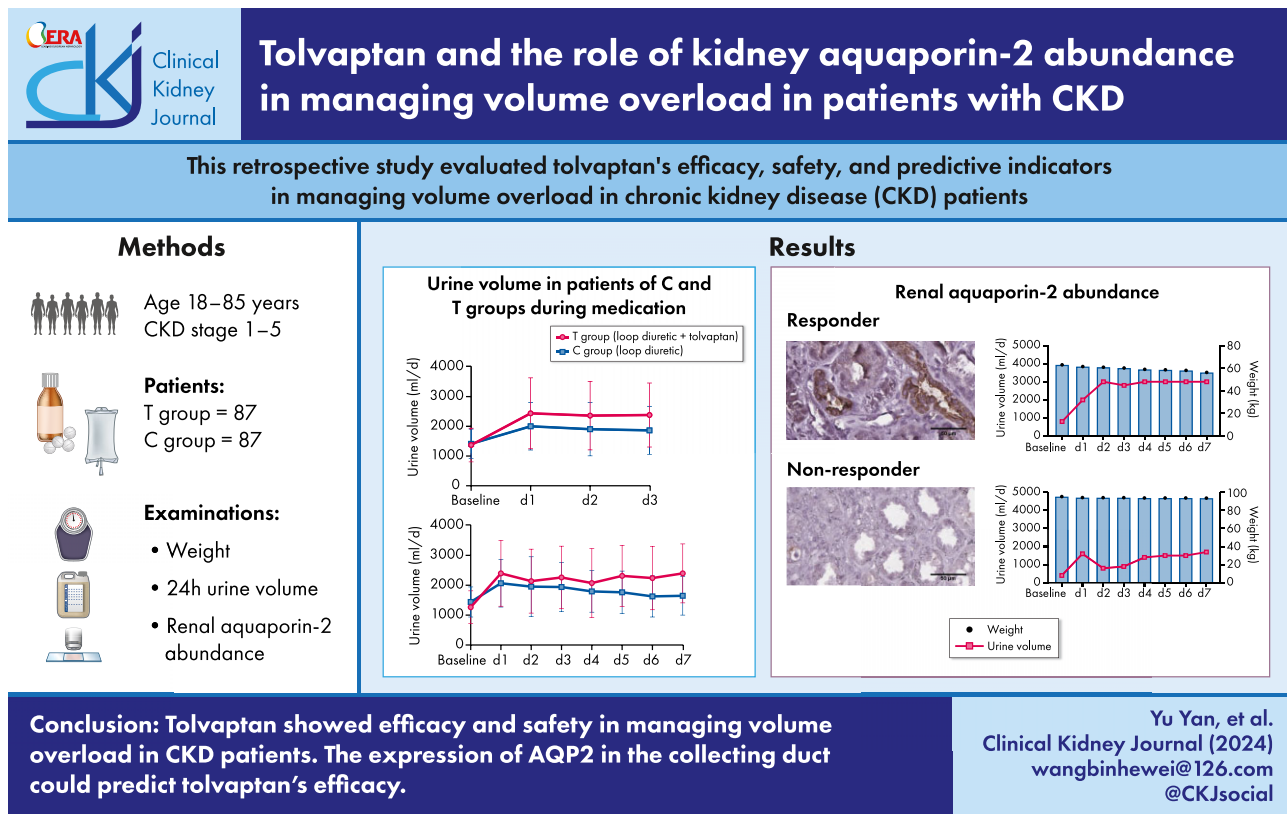 ERA
CKJ
Clinical
Kidney
Journal
Tolvaptan and the role of kidney aquaporin-2 abundance
in managing volume overload in patients with CKD
This retrospective study evaluated tolvaptan's efficacy, safety, and predictive indicators
in managing volume overload in chronic kidney disease (CKD) patients
Methods
Age 18–85 years
CKD stage 1–5
Patients:
T group = 87
C group = 87
Examinations:
• Weight
• 24h urine volume
• Renal aquaporin-2
abundance
Results
Urine volume in patients of C and
T groups during medication
T group (loop diuretic + tolvaptan)
C group (loop diuretic)
Urine volume (ml/d)
4000
3000
2000
1000
0
Baseline d1 d2 d3
Urine volume (ml/d)
4000
3000
2000
1000
0
Baseline d1 d2 d3 d4 d5 d6 d7
Renal aquaporin-2 abundance
Responder
Urine volume (ml/d)
5000
4000
3000
2000
1000
0
80
60
40
20
0
Weight (kg)
Baseline d1 d2 d3 d4 d5 d6 d7
Non-responder
50 µm
Urine volume (ml/d)
5000
4000
3000
2000
1000
0
100
80
60
40
20
0
Weight (kg)
Baseline d1 d2 d3 d4 d5 d6 d7
Weight
Urine volume
Conclusion: Tolvaptan showed efficacy and safety in managing volume
overload in CKD patients. The expression of AQP2 in the collecting duct
could predict tolvaptan’s efficacy.
Yu Yan, et al.
Clinical Kidney Journal (2024)
wangbinhewei@126.com
@CKJsocial